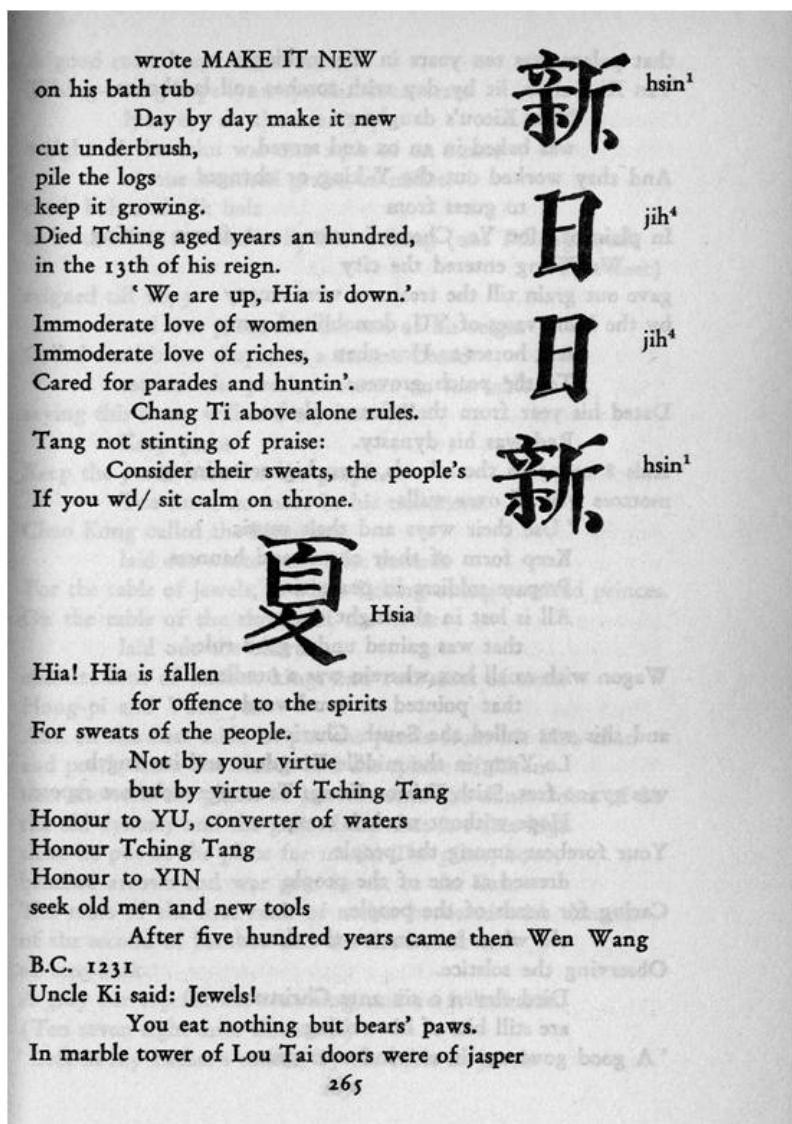 wrote MAKE IT NEW
on his bath tub
Day by day make it new
cut underbrush,
pile the logs
keep it growing.
Died Tching aged years an hundred,
in the 13th of his reign.
‘ We are up, Hia is down.’
Immoderate love of women
Immoderate love of riches,
Cared for parades and huntin’.
Chang Ti above alone rules.
Tang not stinting of praise:
Consider their sweats, the people’s
If you wd/ sit calm on throne.
新 hsin¹
日 jih⁴
日 jih⁴
新 hsin¹
夏 Hsia
Hia! Hia is fallen
for offence to the spirits
For sweats of the people.
Not by your virtue
but by virtue of Tching Tang
Honour to YU, converter of waters
Honour Tching Tang
Honour to YIN
seek old men and new tools
After five hundred years came then Wen Wang
B.C. 1231
Uncle Ki said: Jewels!
You eat nothing but bears’ paws.
In marble tower of Lou Tai doors were of jasper
265